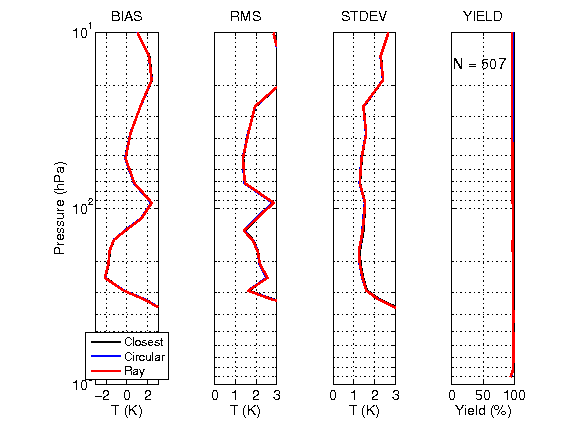 BIAS RMS STDEV YIELD
10^1
N = 507
Pressure (hPa)
10^2
Closest
Circular
Ray
10
−2 0 2 0 1 2 3 0 1 2 3 0 50 100
T (K) T (K) T (K) Yield (%)